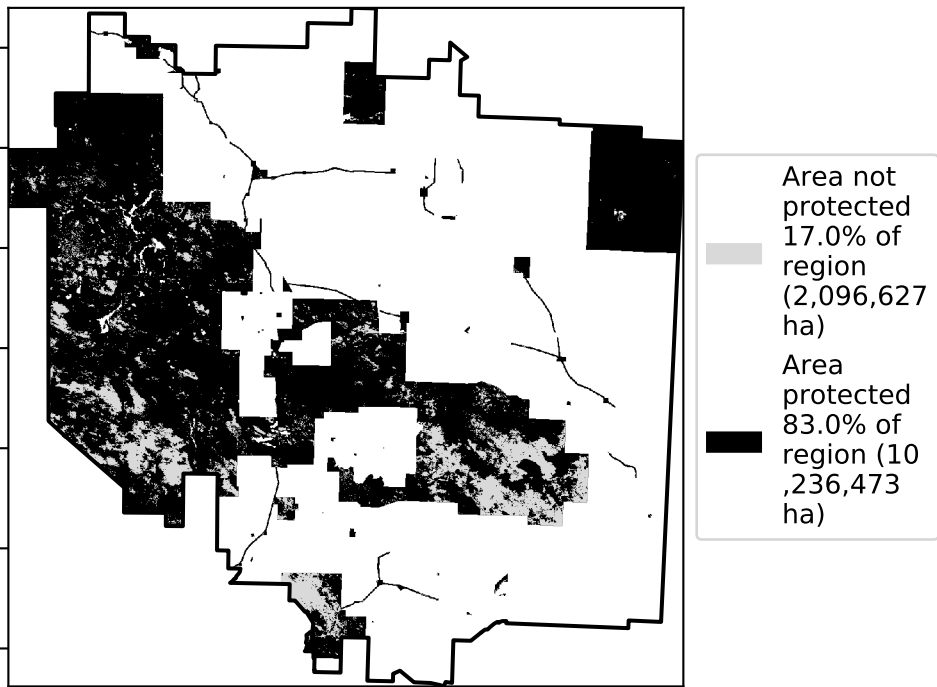 Area not
protected
17.0% of
region
(2,096,627
ha)
Area
protected
83.0% of
region (10
,236,473
ha)